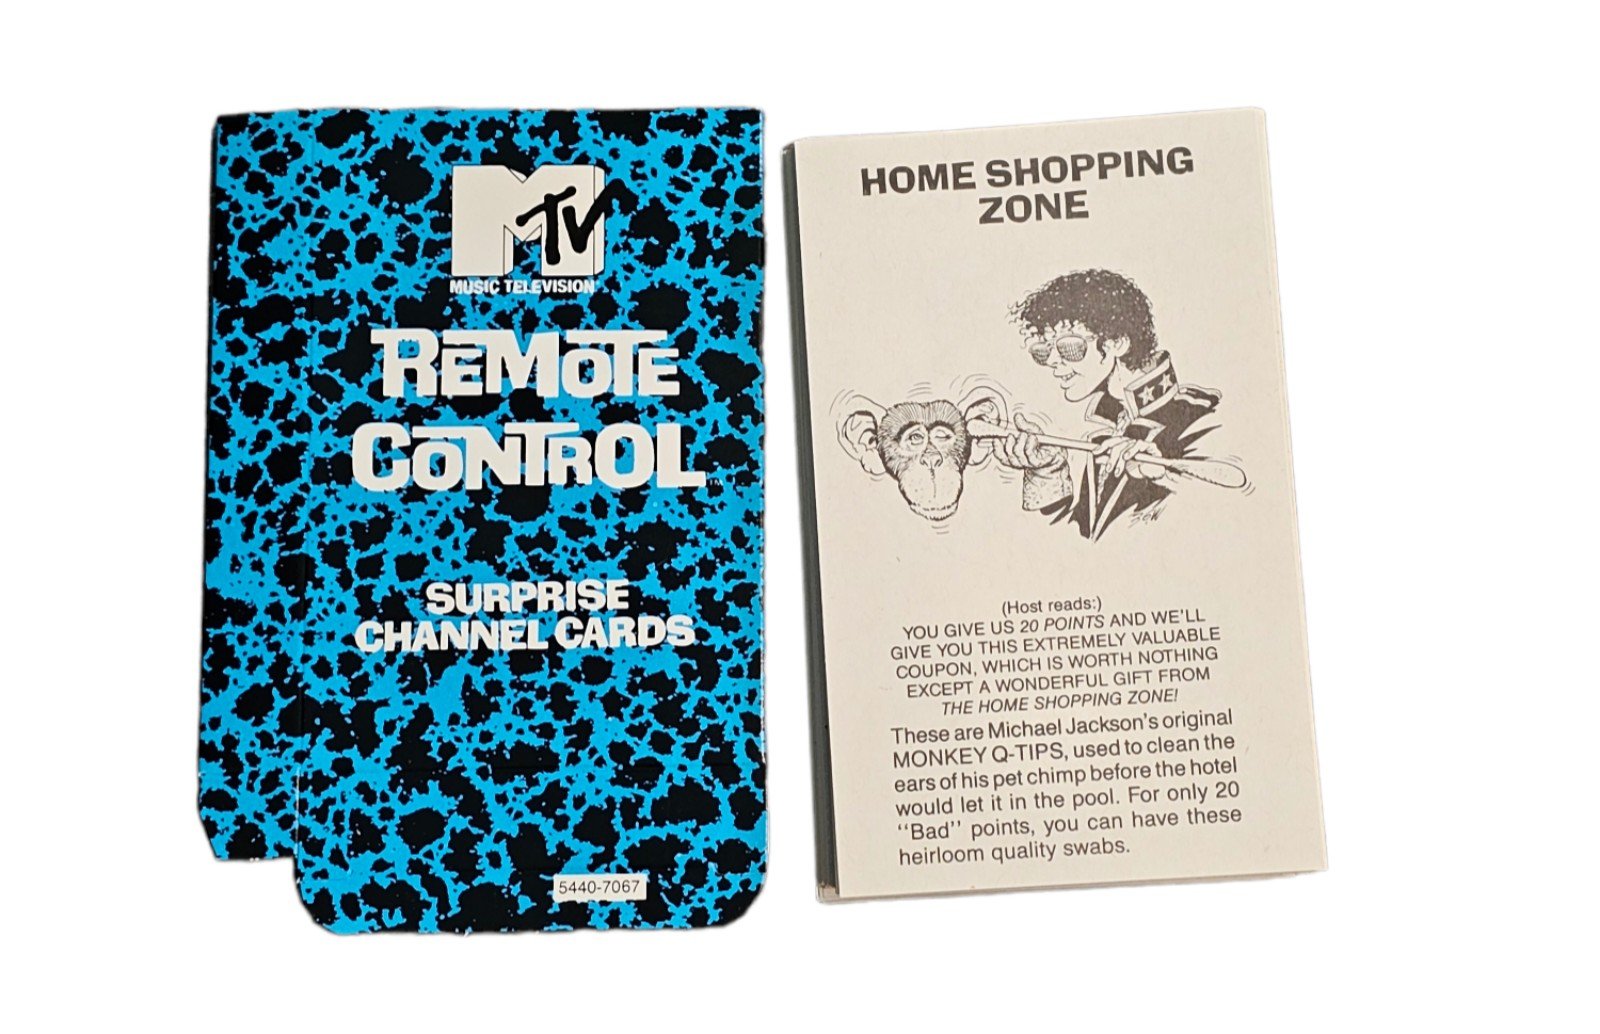 MTV
MUSIC TELEVISION
REMOTE
CONTROL
TM
SURPRISE
CHANNEL CARDS
5440-7067
HOME SHOPPING
ZONE
(Host reads:)
YOU GIVE US 20 POINTS AND WE'LL
GIVE YOU THIS EXTREMELY VALUABLE
COUPON, WHICH IS WORTH NOTHING
EXCEPT A WONDERFUL GIFT FROM
THE HOME SHOPPING ZONE!
These are Michael Jackson's original
MONKEY Q-TIPS, used to clean the
ears of his pet chimp before the hotel
would let it in the pool. For only 20
"Bad" points, you can have these
heirloom quality swabs.